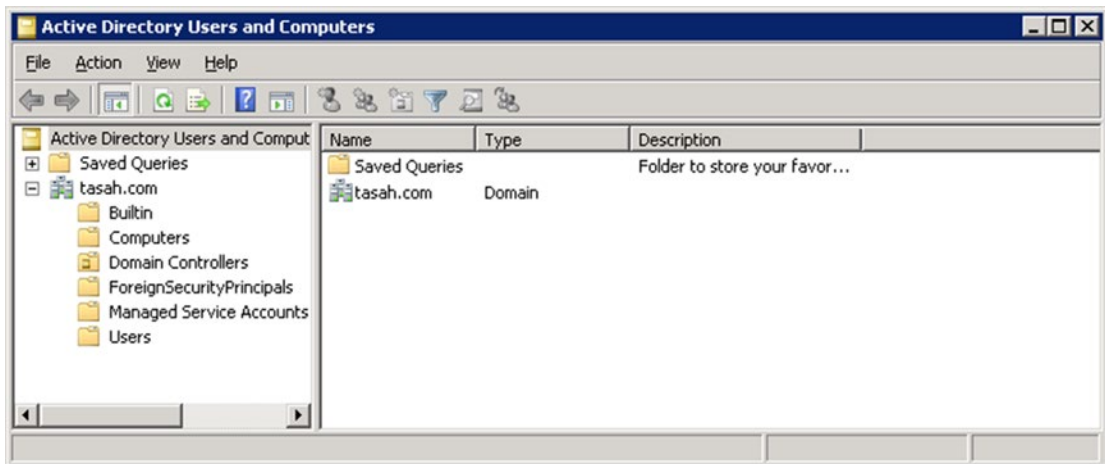 Active Directory Users and Computers
File Action View Help
Active Directory Users and Comput
Saved Queries
tasah.com
Builtin
Computers
Domain Controllers
ForeignSecurityPrincipals
Managed Service Accounts
Users
Name Type Description
Saved Queries Folder to store your favor...
tasah.com Domain